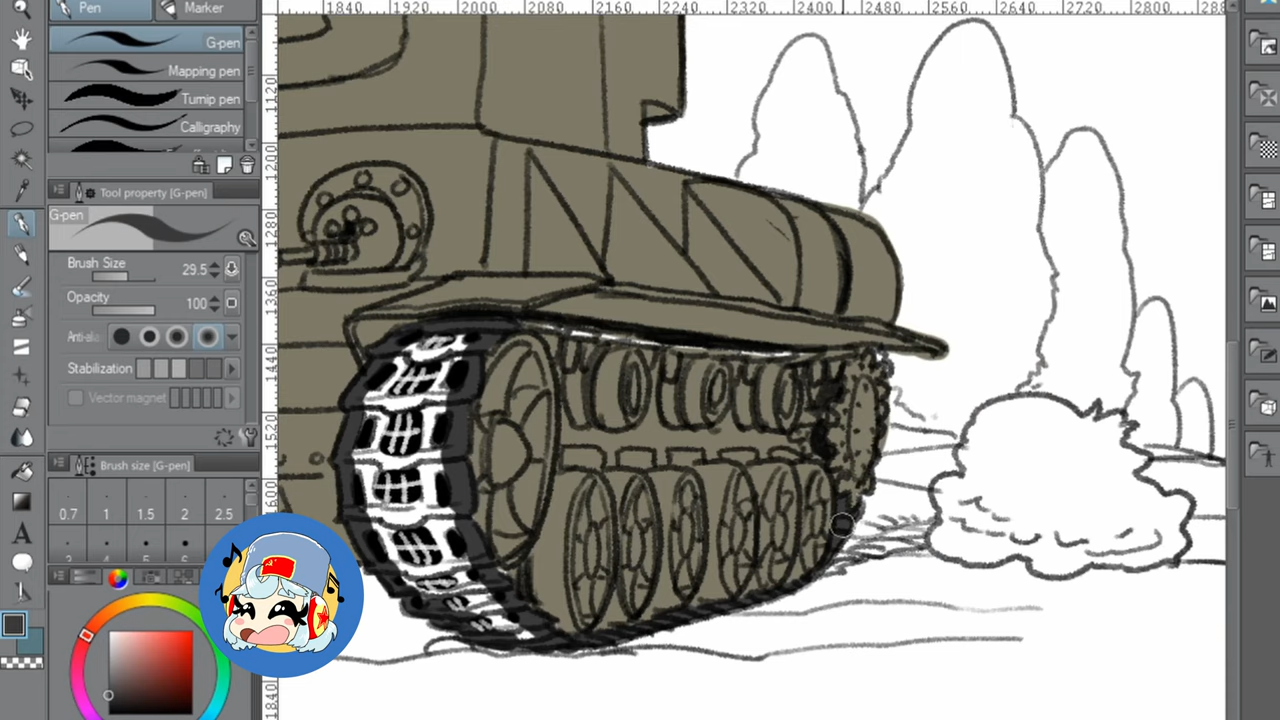 Pen Marker
G-pen
Mapping pen
Turnip pen
Calligraphy
Tool property [G-pen]
G-pen
Brush Size 29.5
Opacity 100
Anti-ali
Stabilization
Vector magnet
Brush size [G-pen]
0.7 1 1.5 2 2.5
1840 1920 2000 2080 2160 2240 2320 2400 2480 2560 2640 2720 2800 288
1120
1200
1280
1360
1440
1520
1600
1840
A